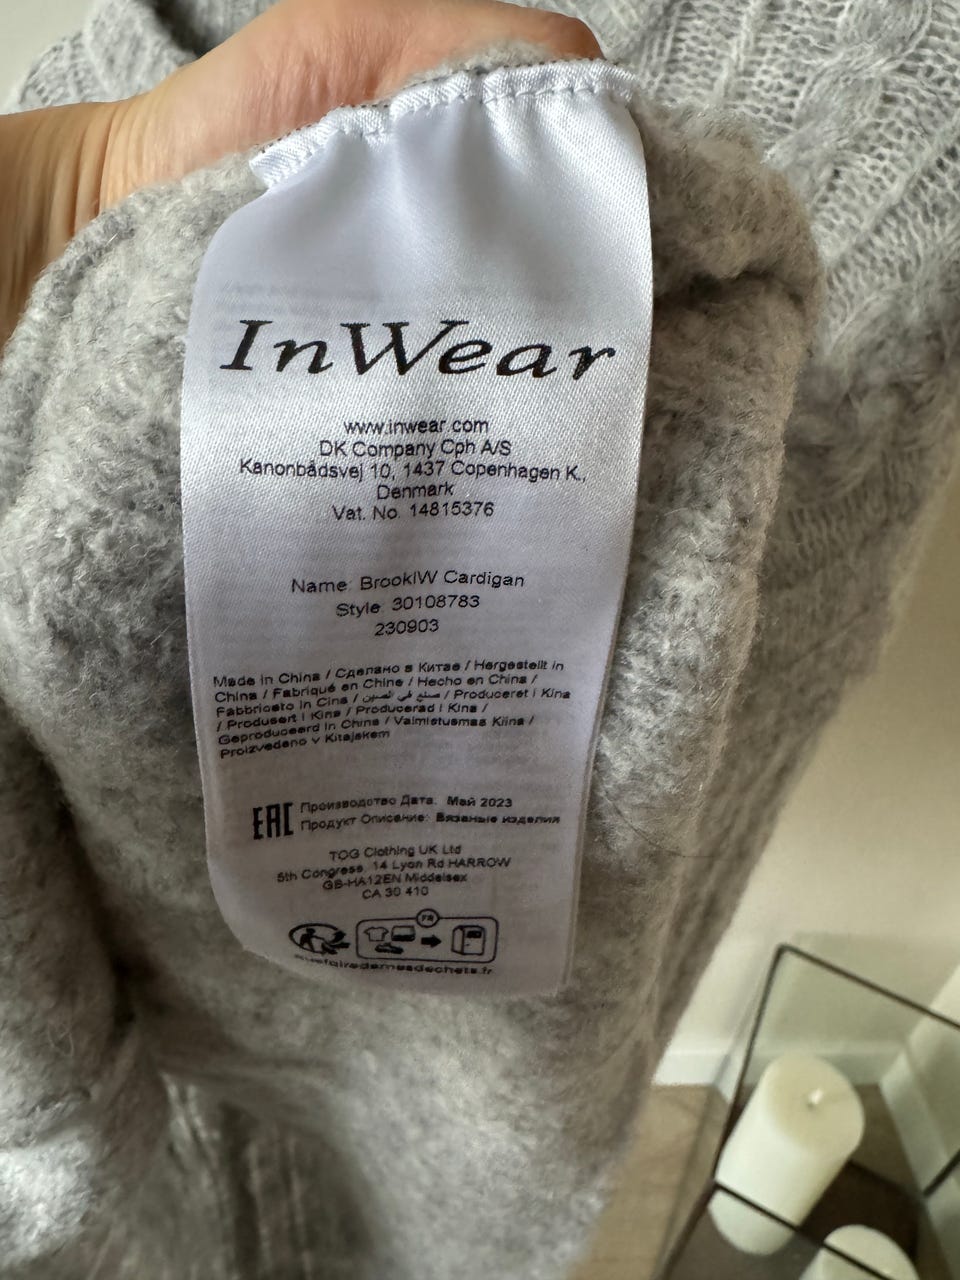 InWear
www.inwear.com
DK Company Cph A/S
Kanonbådsvej 10, 1437 Copenhagen K.,
Denmark
Vat. No. 14815376
Name: BrookIW Cardigan
Style: 30108783
230903
Made in China / Сделано в Китае / Hergestellt in
China / Fabriqué en Chine / Hecho en China /
Fabbricato in Cina / صنع في الصين / Produceret i Kina
/ Produsert i Kina / Producerad i Kina /
Geproduceerd in China / Valmistusmaa Kiina /
Proizvedeno v Kitajskem
EAC Производство Дата: Май 2023
Продукт Описание: Вязаные изделия
TOG Clothing UK Ltd
5th Congress, 14 Lyon Rd HARROW
GB-HA12EN Middelsex
CA 30 410
FR
quefairedemesdechets.fr